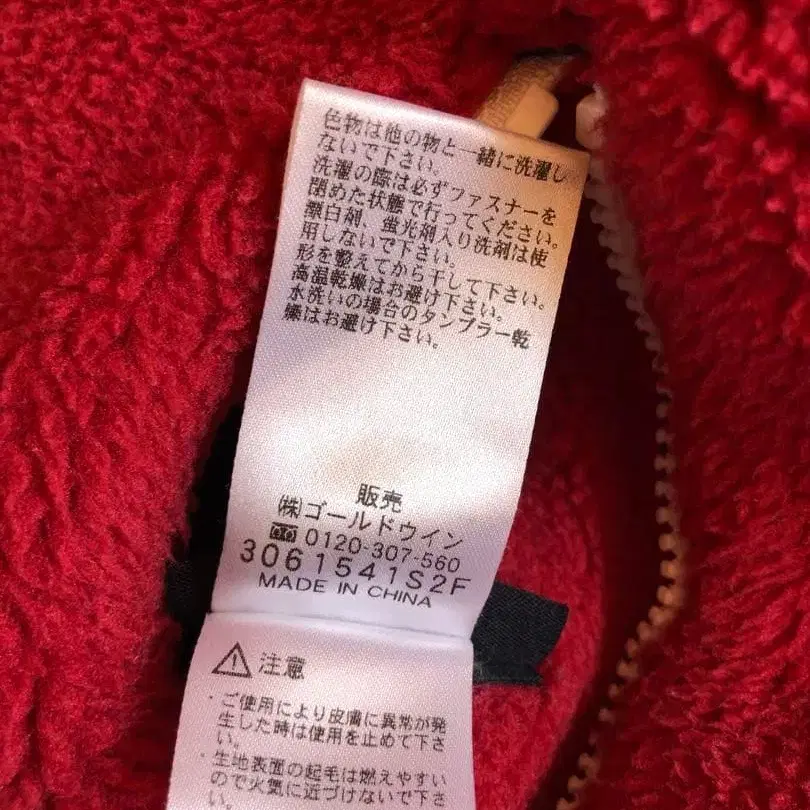 色物は他の物と一緒に洗濯し
ないで下さい。
洗濯の際は必ずファスナーを
閉めた状態で行ってください。
漂白剤、蛍光剤入り洗剤は使
用しないで下さい。
形を整えてから干して下さい。
高温乾燥はお避け下さい。
水洗いの場合のタンブラー乾
燥はお避け下さい。
販売
㈱ゴールドウイン
0120-307-560
3061541S2F
MADE IN CHINA
注意
・ご使用により皮膚に異常が発
生した時は使用を止めて下さ
い。
・生地表面の起毛は燃えやすい
ので火気に近づけないで下さ
い。